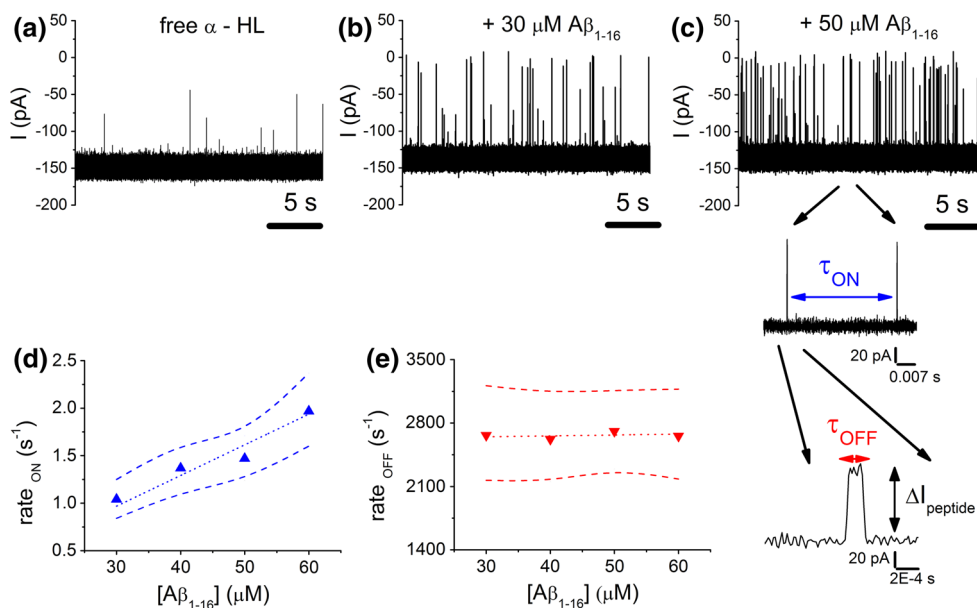 (a) free α - HL
I (pA)
50
0
-50
-100
-150
-200
5 s
(b) + 30 μM Aβ1-16
I (pA)
50
0
-50
-100
-150
-200
5 s
(c) + 50 μM Aβ1-16
I (pA)
50
0
-50
-100
-150
-200
5 s
τON
20 pA
0.007 s
τOFF
ΔIpeptide
20 pA
2E-4 s
(d)
rate ON (s-1)
2.5
2.0
1.5
1.0
0.5
30 40 50 60
[Aβ1-16] (μM)
(e)
rate OFF (s-1)
3500
2800
2100
1400
30 40 50 60
[Aβ1-16] (μM)